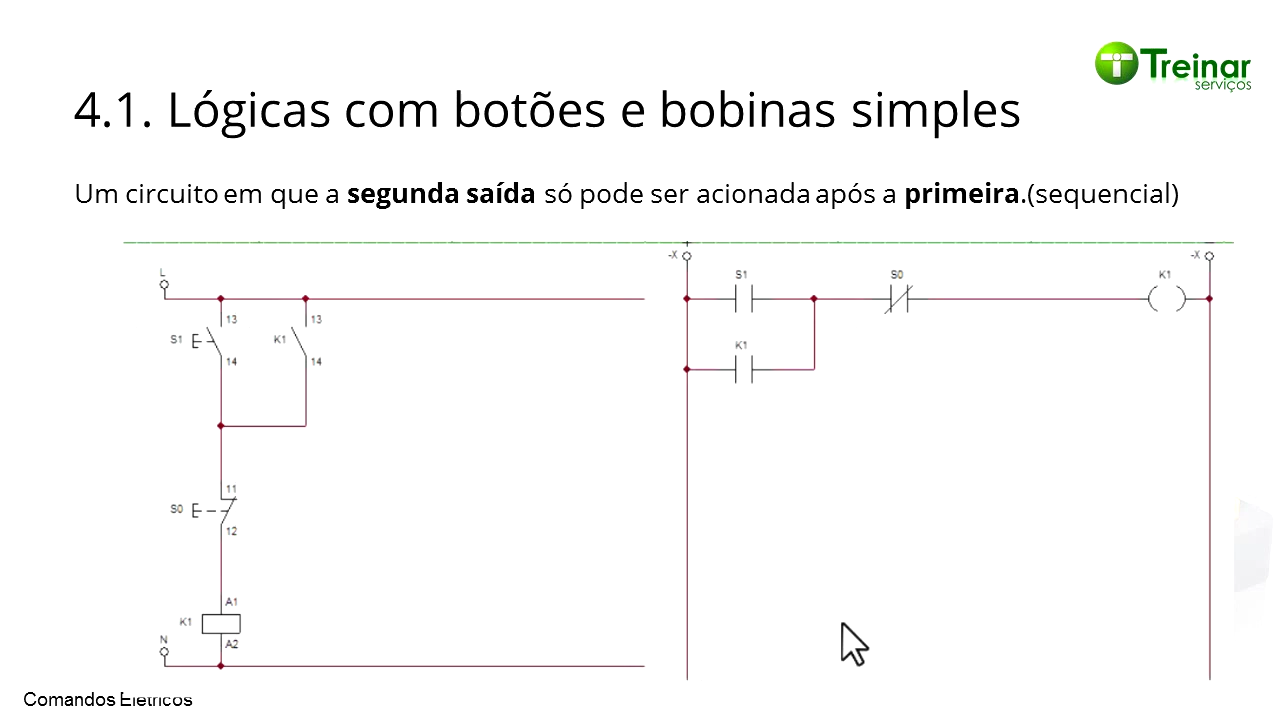 Treinar
serviços
4.1. Lógicas com botões e bobinas simples
Um circuito em que a segunda saída só pode ser acionada após a primeira.(sequencial)
L
S1
13
14
K1
13
14
S0
11
12
K1
A1
A2
N
-X
-X
S1
S0
K1
K1
Comandos Elétricos